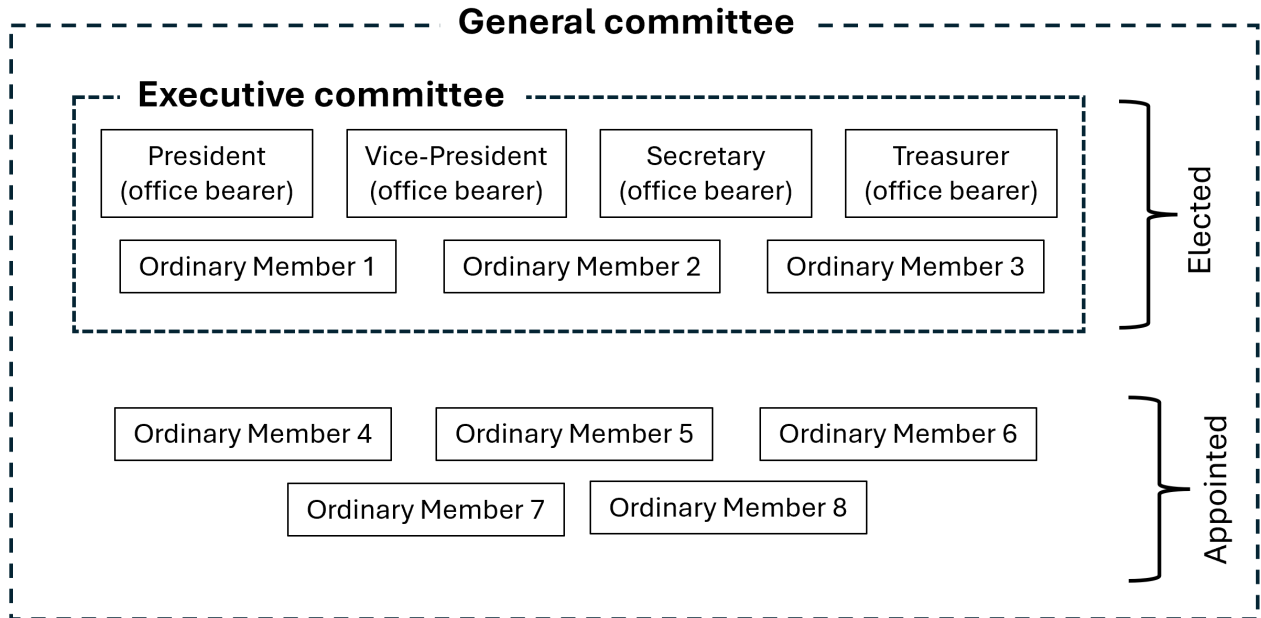 General committee
Executive committee
President
(office bearer)
Vice-President
(office bearer)
Secretary
(office bearer)
Treasurer
(office bearer)
Ordinary Member 1
Ordinary Member 2
Ordinary Member 3
Elected
Ordinary Member 4
Ordinary Member 5
Ordinary Member 6
Ordinary Member 7
Ordinary Member 8
Appointed